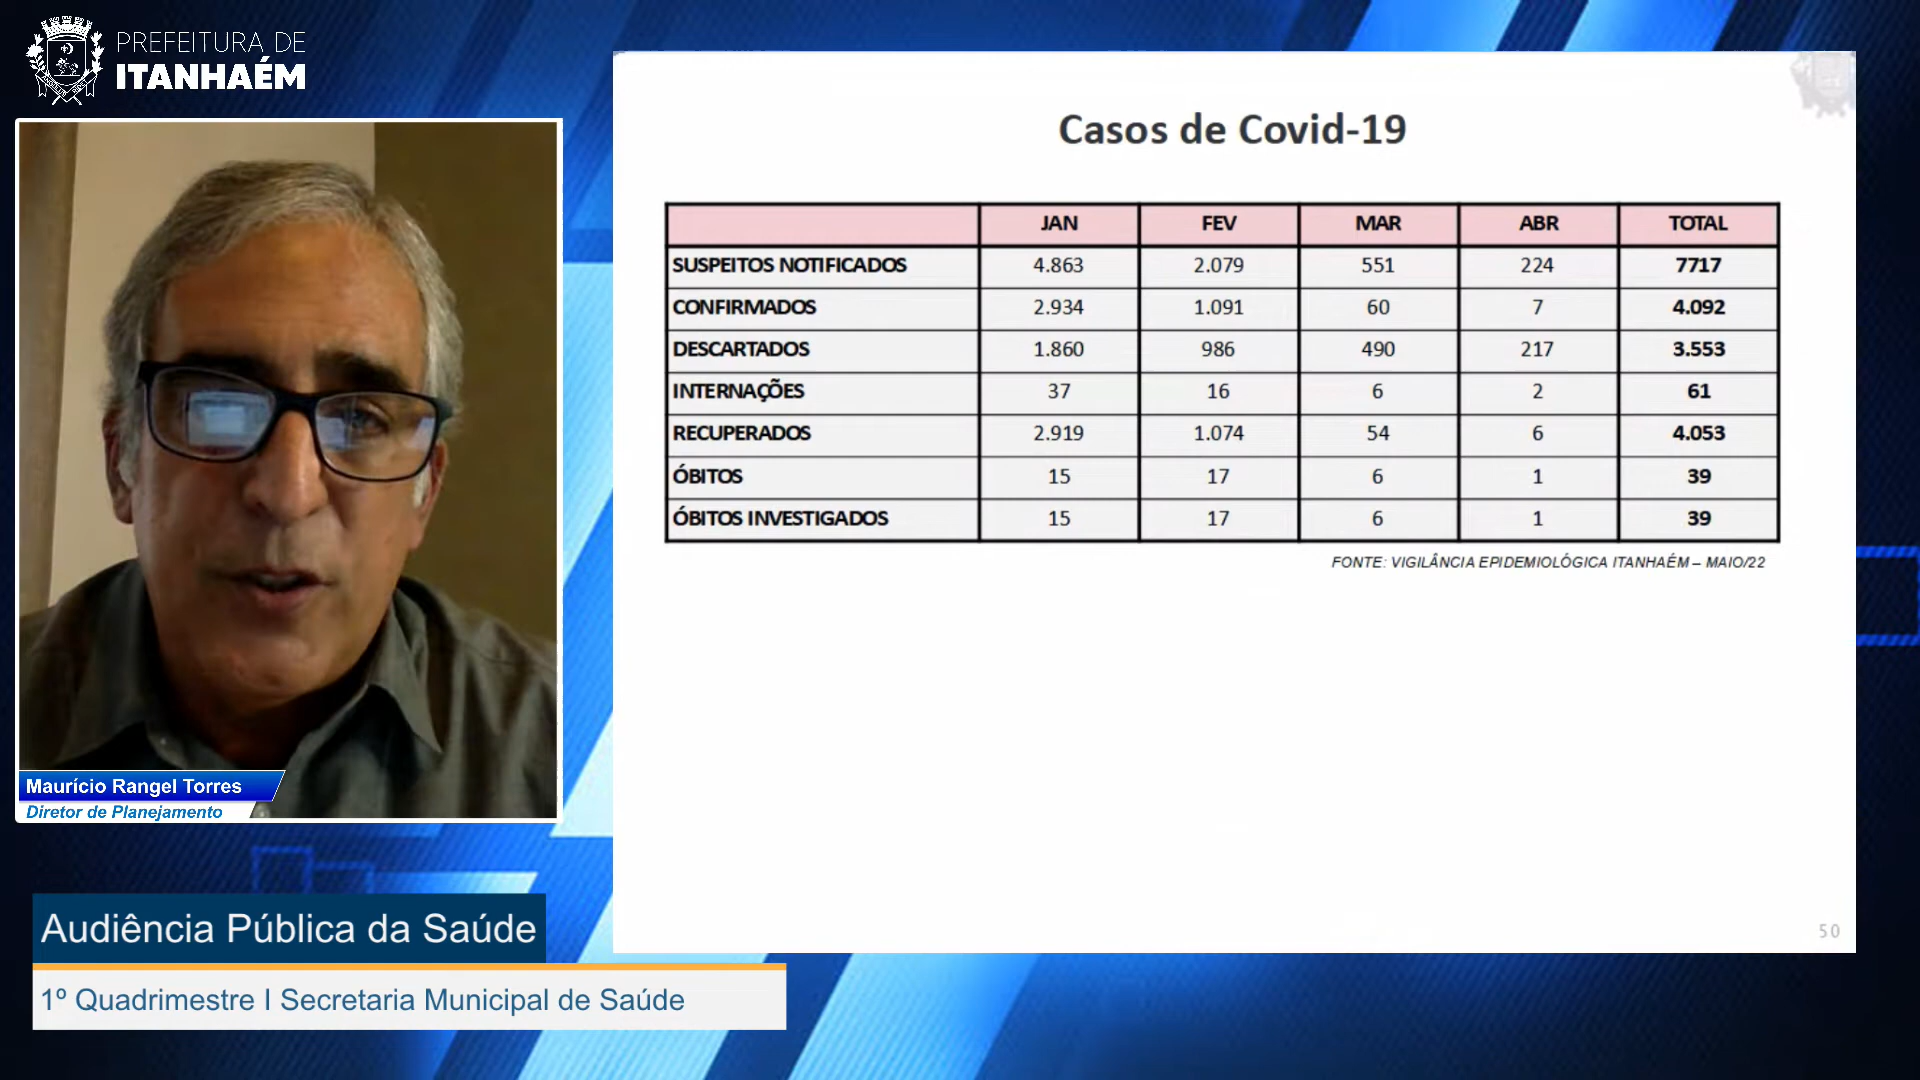 PREFEITURA DE
ITANHAÉM
Casos de Covid-19
JAN FEV MAR ABR TOTAL
SUSPEITOS NOTIFICADOS 4.863 2.079 551 224 7717
CONFIRMADOS 2.934 1.091 60 7 4.092
DESCARTADOS 1.860 986 490 217 3.553
INTERNAÇÕES 37 16 6 2 61
RECUPERADOS 2.919 1.074 54 6 4.053
ÓBITOS 15 17 6 1 39
ÓBITOS INVESTIGADOS 15 17 6 1 39
FONTE: VIGILÂNCIA EPIDEMIOLÓGICA ITANHAÉM – MAIO/22
50
Maurício Rangel Torres
Diretor de Planejamento
Audiência Pública da Saúde
1º Quadrimestre I Secretaria Municipal de Saúde